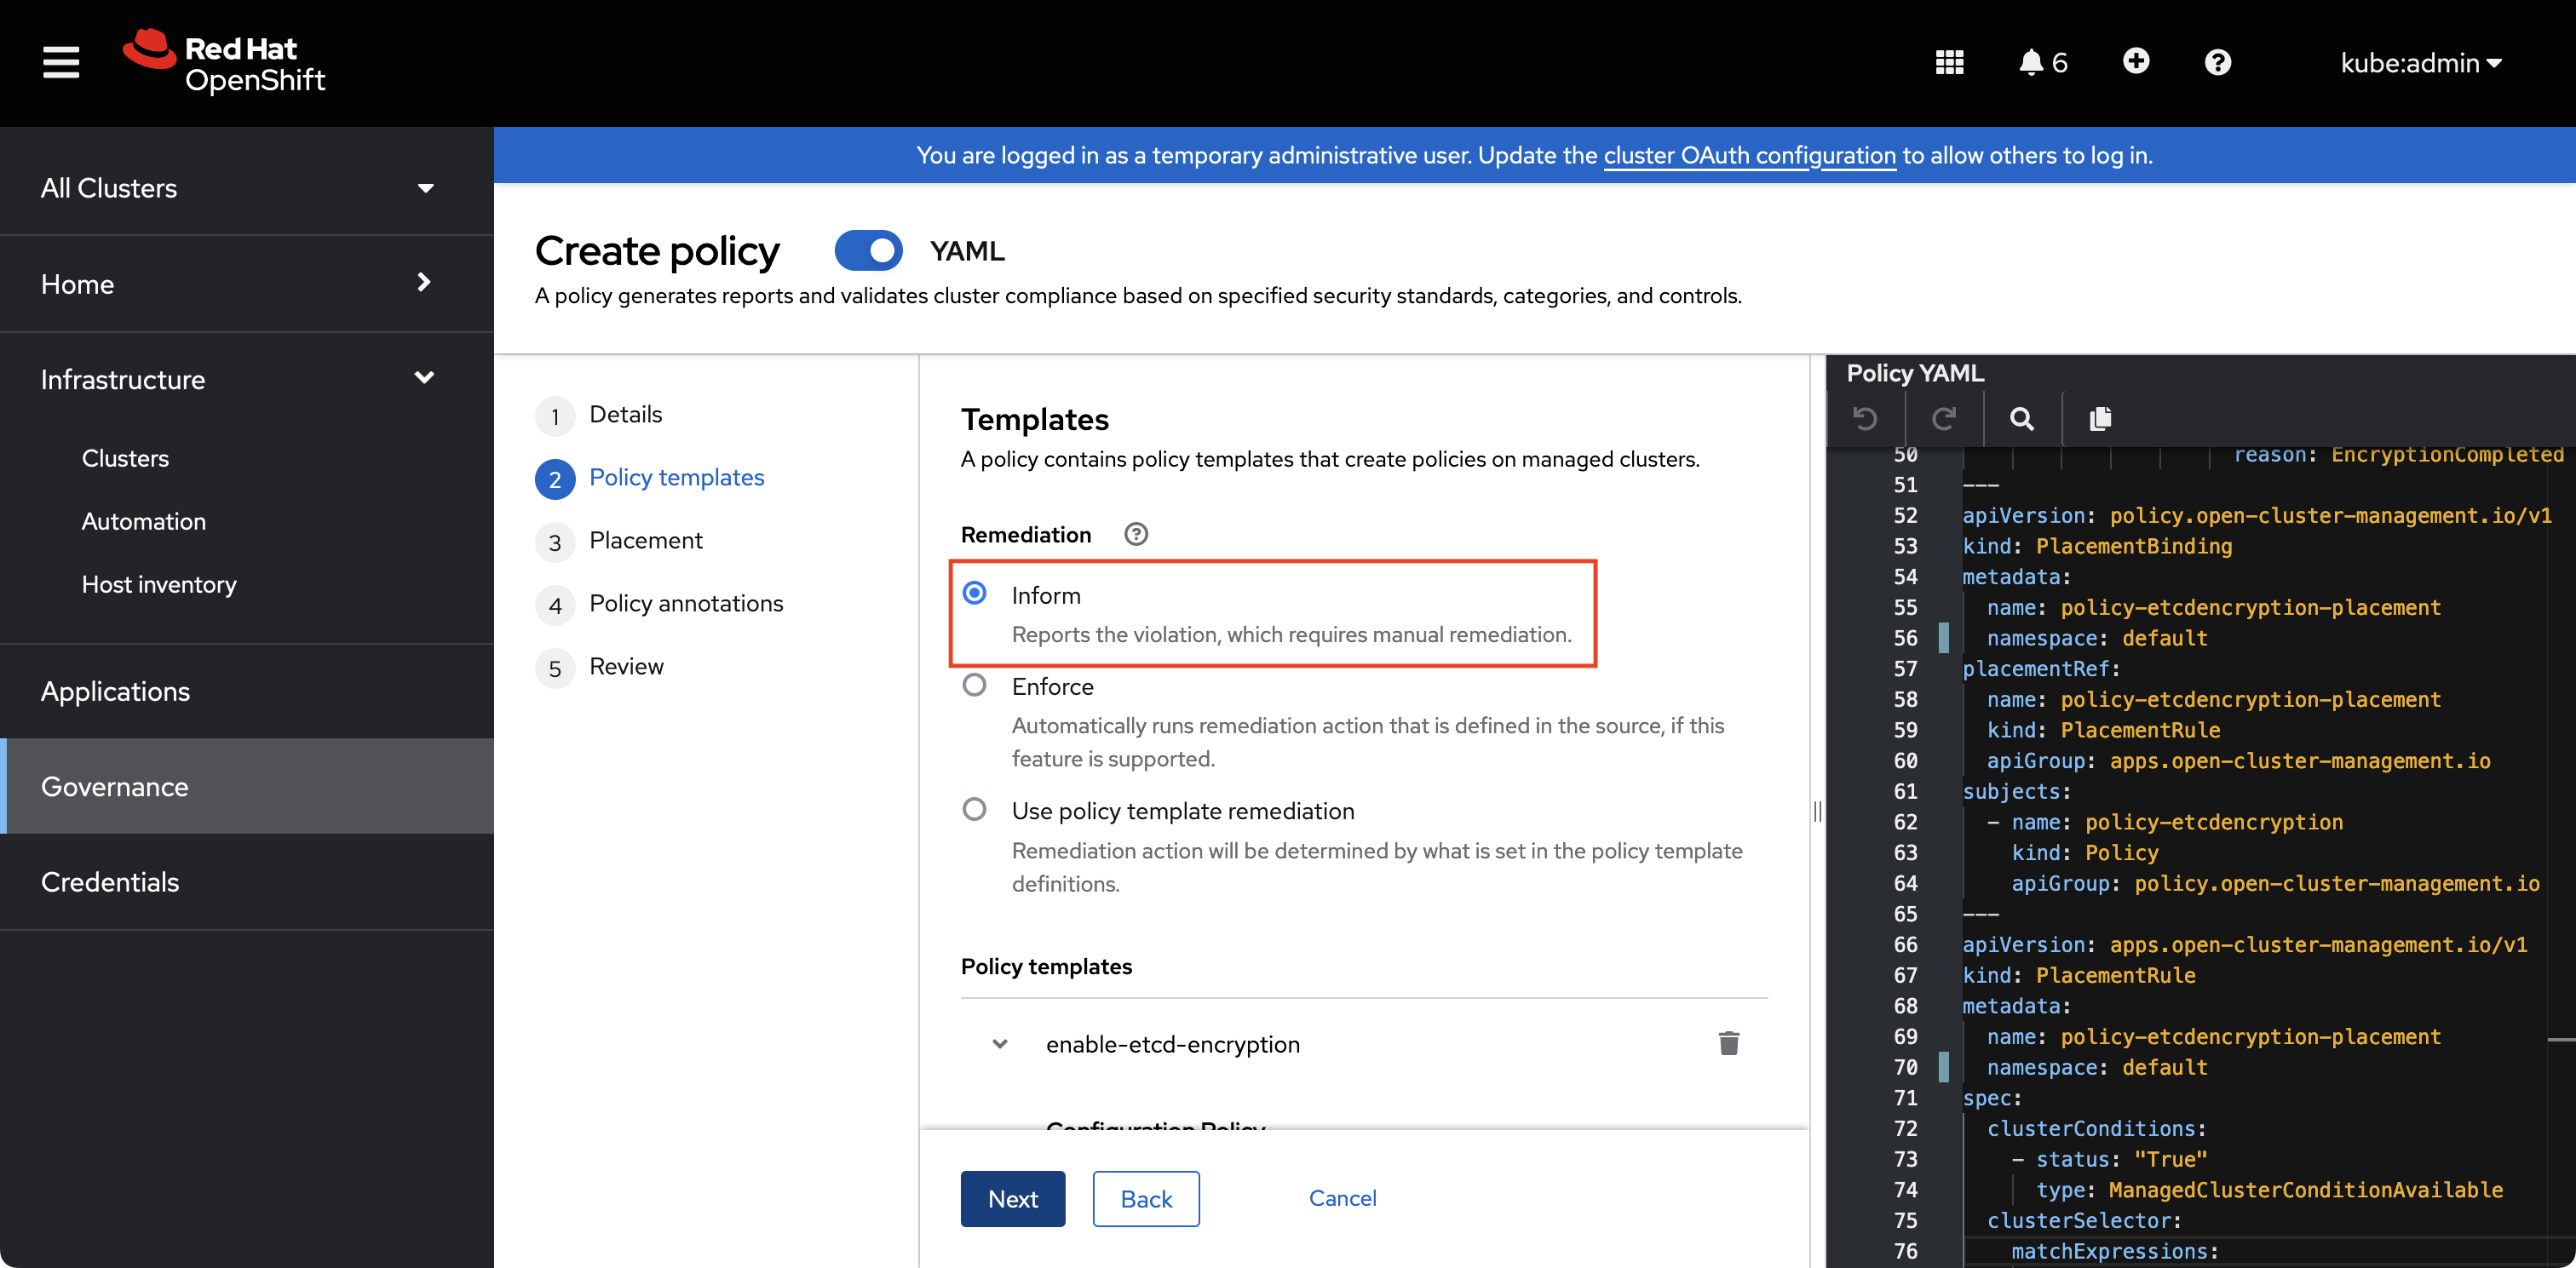 Red Hat
OpenShift
6
kube:admin
All Clusters
Home
Infrastructure
Clusters
Automation
Host inventory
Applications
Governance
Credentials
You are logged in as a temporary administrative user. Update the cluster OAuth configuration to allow others to log in.
Create policy
YAML
A policy generates reports and validates cluster compliance based on specified security standards, categories, and controls.
1 Details
2 Policy templates
3 Placement
4 Policy annotations
5 Review
Templates
A policy contains policy templates that create policies on managed clusters.
Remediation
Inform
Reports the violation, which requires manual remediation.
Enforce
Automatically runs remediation action that is defined in the source, if this
feature is supported.
Use policy template remediation
Remediation action will be determined by what is set in the policy template
definitions.
Policy templates
enable-etcd-encryption
Configuration Policy
Next
Back
Cancel
Policy YAML
50 reason: EncryptionCompleted
51 ---
52 apiVersion: policy.open-cluster-management.io/v1
53 kind: PlacementBinding
54 metadata:
55 name: policy-etcdencryption-placement
56 namespace: default
57 placementRef:
58 name: policy-etcdencryption-placement
59 kind: PlacementRule
60 apiGroup: apps.open-cluster-management.io
61 subjects:
62 - name: policy-etcdencryption
63 kind: Policy
64 apiGroup: policy.open-cluster-management.io
65 ---
66 apiVersion: apps.open-cluster-management.io/v1
67 kind: PlacementRule
68 metadata:
69 name: policy-etcdencryption-placement
70 namespace: default
71 spec:
72 clusterConditions:
73 - status: "True"
74 type: ManagedClusterConditionAvailable
75 clusterSelector:
76 matchExpressions: